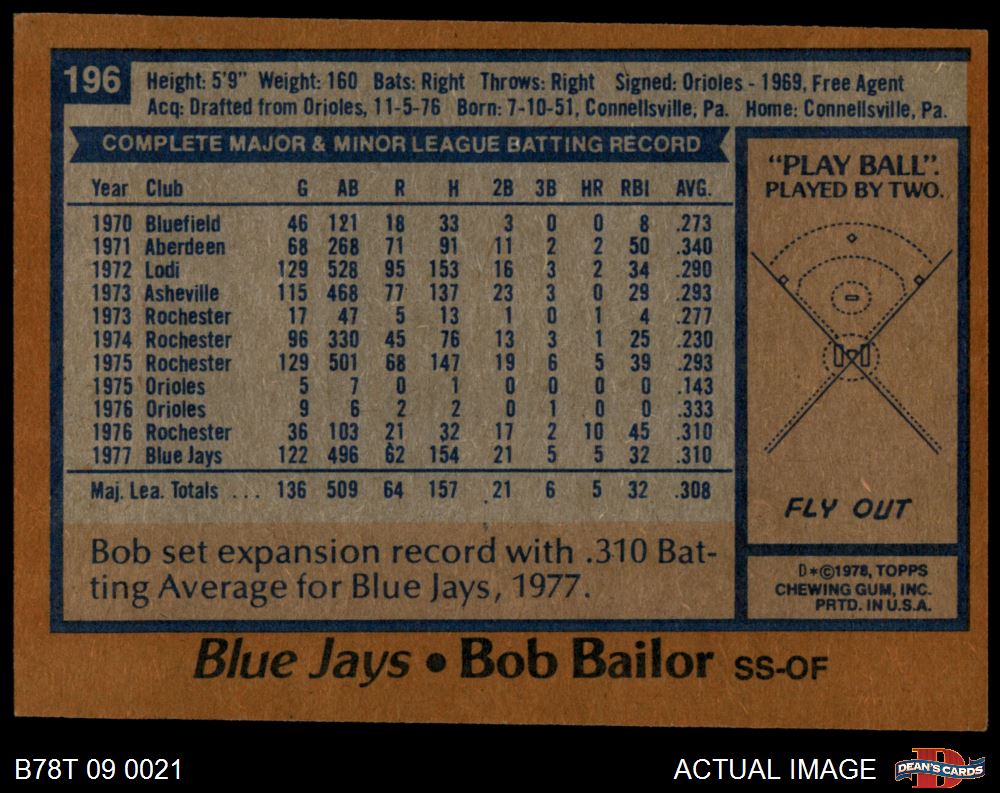 196
Height: 5'9" Weight: 160 Bats: Right Throws: Right Signed: Orioles - 1969, Free Agent
Acq: Drafted from Orioles, 11-5-76 Born: 7-10-51, Connellsville, Pa. Home: Connellsville, Pa.
COMPLETE MAJOR & MINOR LEAGUE BATTING RECORD
Year Club G AB R H 2B 3B HR RBI AVG.
1970 Bluefield 46 121 18 33 3 0 0 8 .273
1971 Aberdeen 68 268 71 91 11 2 2 50 .340
1972 Lodi 129 528 95 153 16 3 2 34 .290
1973 Asheville 115 468 77 137 23 3 0 29 .293
1973 Rochester 17 47 5 13 1 0 1 4 .277
1974 Rochester 96 330 45 76 13 3 1 25 .230
1975 Rochester 129 501 68 147 19 6 5 39 .293
1975 Orioles 5 7 0 1 0 0 0 0 .143
1976 Orioles 9 6 2 2 0 1 0 0 .333
1976 Rochester 36 103 21 32 17 2 10 45 .310
1977 Blue Jays 122 496 62 154 21 5 5 32 .310
Maj. Lea. Totals ... 136 509 64 157 21 6 5 32 .308
Bob set expansion record with .310 Bat-
ting Average for Blue Jays, 1977.
"PLAY BALL".
PLAYED BY TWO.
FLY OUT
D*©1978, TOPPS
CHEWING GUM, INC.
PRTD. IN U.S.A.
Blue Jays • Bob Bailor SS-OF
B78T 09 0021
ACTUAL IMAGE
DEAN'S CARDS